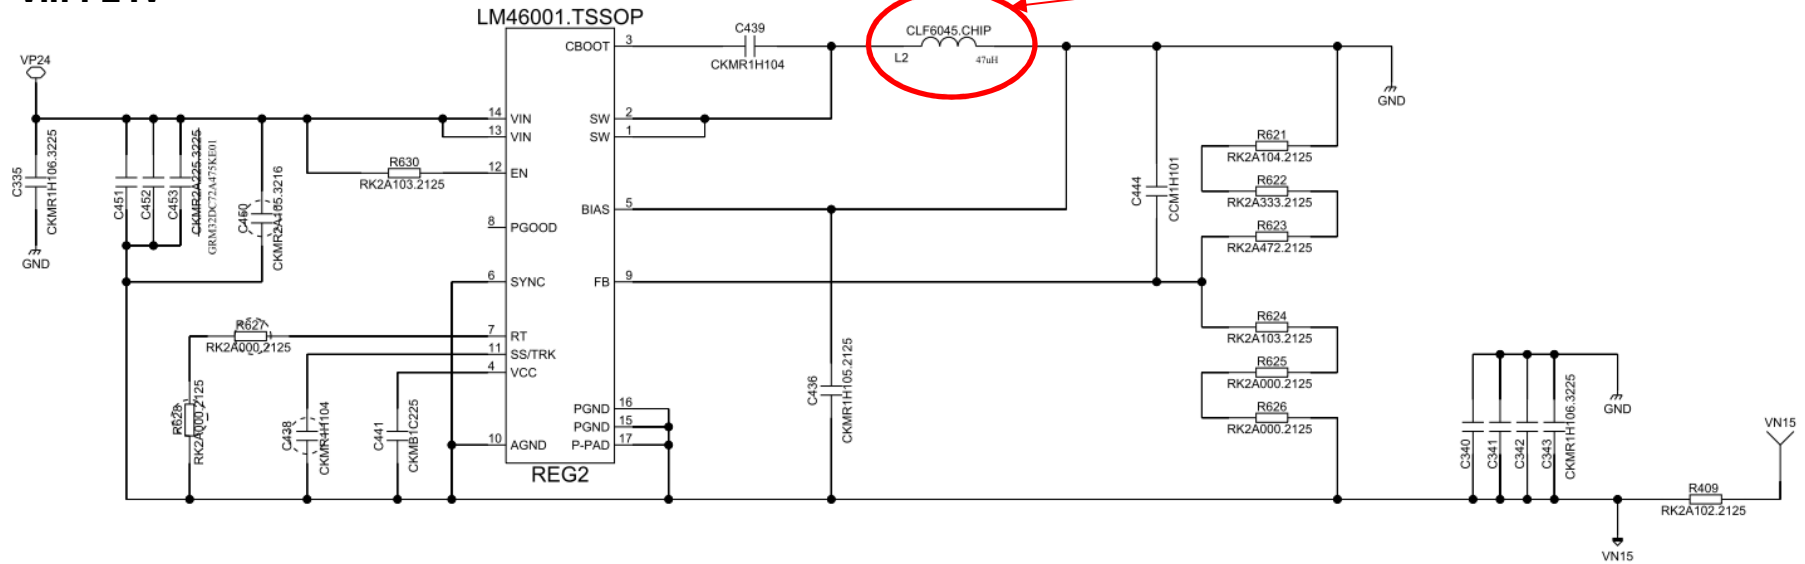 LM46001.TSSOP
VP24
C335
CKMR1H106.3225
GND
C451
C452
C453
CKMR2A225.3225
GRM32DC72A475KE01
C450
CKMR2A105.3216
R630
RK2A103.2125
R627
RK2A000.2125
R628
RK2A000.2125
C438
CKMR1H104
C441
CKMB1C225
14 VIN
13 VIN
12 EN
8 PGOOD
6 SYNC
7 RT
11 SS/TRK
4 VCC
10 AGND
CBOOT 3
SW 2
SW 1
BIAS 5
FB 9
PGND 16
PGND 15
P-PAD 17
REG2
C439
CKMR1H104
CLF6045.CHIP
L2
47uH
GND
C444
CCM1H101
C436
CKMR1H105.2125
R621
RK2A104.2125
R622
RK2A333.2125
R623
RK2A472.2125
R624
RK2A103.2125
R625
RK2A000.2125
R626
RK2A000.2125
C340
C341
C342
C343
CKMR1H106.3225
GND
VN15
R409
RK2A102.2125
VN15